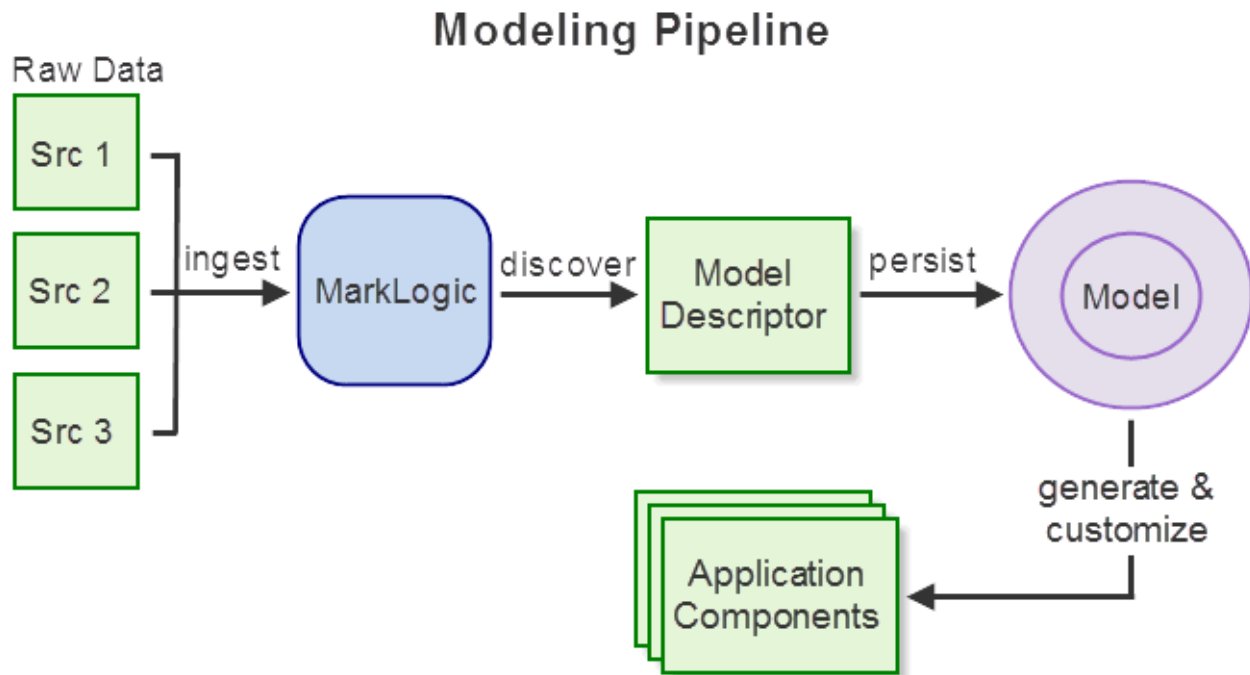 Modeling Pipeline
Raw Data
Src 1
Src 2
Src 3
ingest
MarkLogic
discover
Model
Descriptor
persist
Model
generate &
customize
Application
Components